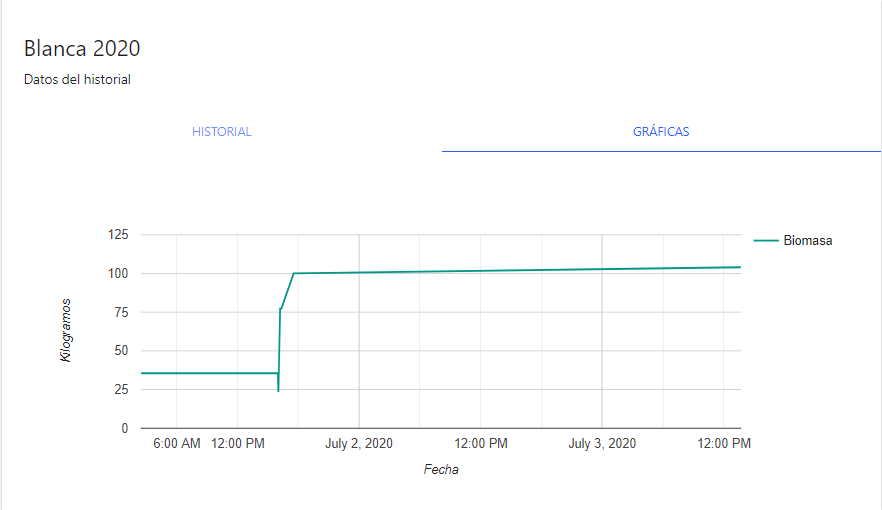 Blanca 2020
Datos del historial
HISTORIAL GRÁFICAS
125
100
75
50
25
0
Kilogramos
Biomasa
6:00 AM 12:00 PM July 2, 2020 12:00 PM July 3, 2020 12:00 PM
Fecha